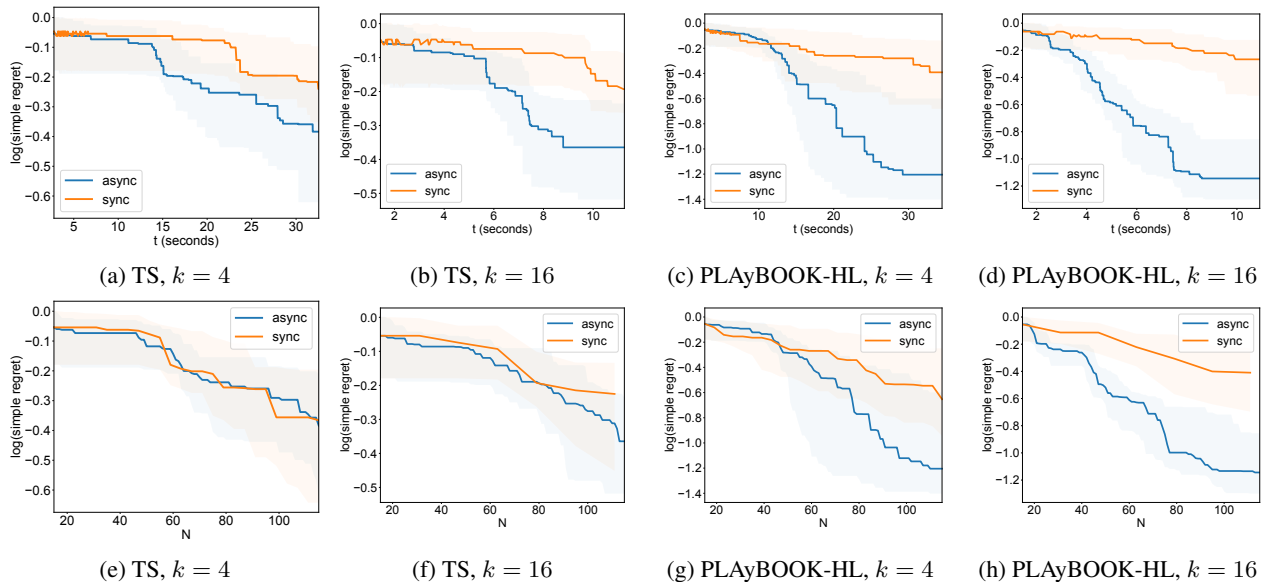 0.0
−0.1
−0.2
−0.3
−0.4
−0.5
−0.6
log(simple regret)
async
sync
5
10
15
20
25
30
t (seconds)
(a) TS, k = 4
0.0
−0.1
−0.2
−0.3
−0.4
−0.5
log(simple regret)
async
sync
2
4
6
8
10
t (seconds)
(b) TS, k = 16
0.0
−0.2
−0.4
−0.6
−0.8
−1.0
−1.2
−1.4
log(simple regret)
async
sync
10
20
30
t (seconds)
(c) PLAyBOOK-HL, k = 4
0.0
−0.2
−0.4
−0.6
−0.8
−1.0
−1.2
log(simple regret)
async
sync
2
4
6
8
10
t (seconds)
(d) PLAyBOOK-HL, k = 16
0.0
−0.1
−0.2
−0.3
−0.4
−0.5
−0.6
log(simple regret)
async
sync
20
40
60
80
100
N
(e) TS, k = 4
0.0
−0.1
−0.2
−0.3
−0.4
−0.5
log(simple regret)
async
sync
20
40
60
80
100
N
(f) TS, k = 16
0.0
−0.2
−0.4
−0.6
−0.8
−1.0
−1.2
−1.4
log(simple regret)
async
sync
20
40
60
80
100
N
(g) PLAyBOOK-HL, k = 4
0.0
−0.2
−0.4
−0.6
−0.8
−1.0
−1.2
log(simple regret)
async
sync
20
40
60
80
100
N
(h) PLAyBOOK-HL, k = 16